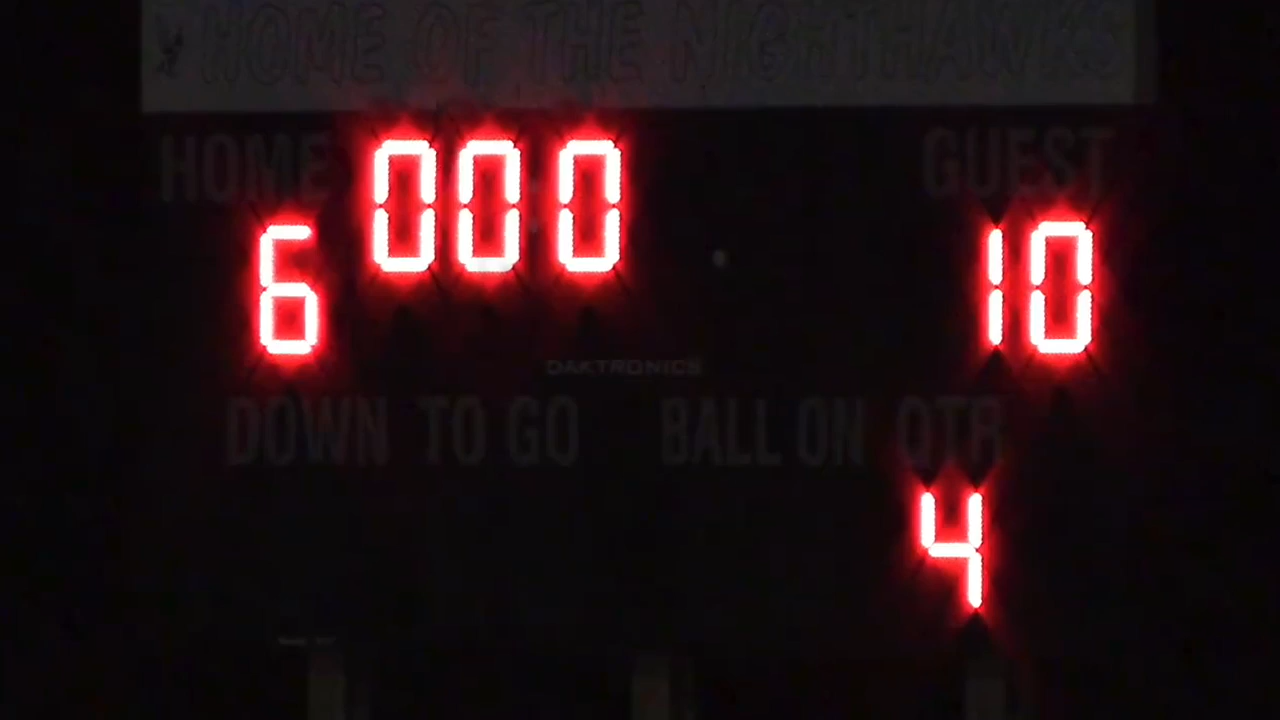 HOME OF THE NIGHTHAWKS
HOME 000 GUEST
6 10
DAKTRONICS
DOWN TO GO BALL ON QTR
4